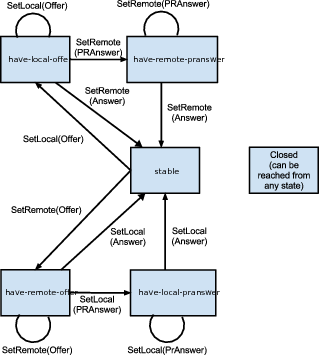 SetLocal(Offer)
SetRemote(PRAnswer)
have-local-offe
SetRemote
(PRAnswer)
have-remote-pranswer
SetRemote
(Answer)
SetRemote
(Answer)
SetLocal(Offer)
stable
Closed
(can be
reached from
any state)
SetRemote(Offer)
SetLocal
(Answer)
SetLocal
(Answer)
have-remote-offer
SetLocal
(PRAnswer)
have-local-pranswer
SetRemote(Offer)
SetLocal(PrAnswer)